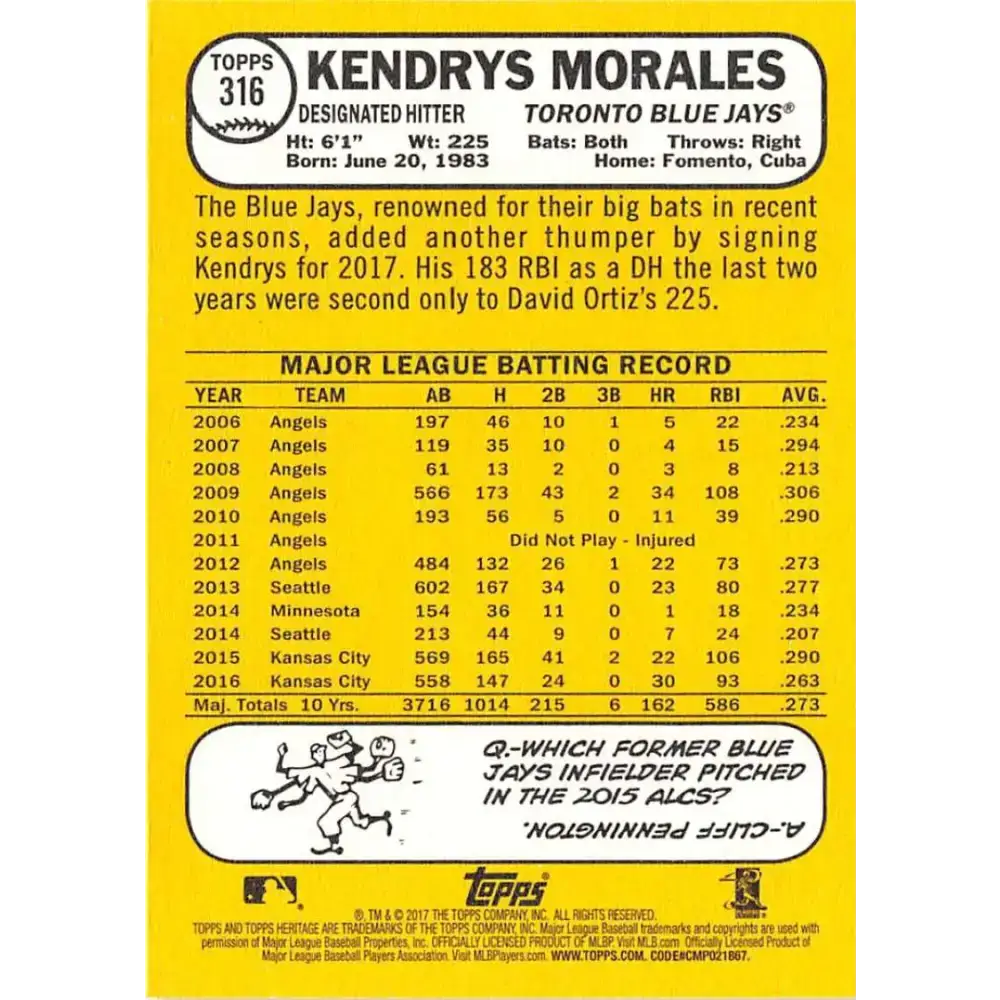 TOPPS
316
KENDRYS MORALES
DESIGNATED HITTER TORONTO BLUE JAYS®
Ht: 6'1" Wt: 225 Bats: Both Throws: Right
Born: June 20, 1983 Home: Fomento, Cuba
The Blue Jays, renowned for their big bats in recent
seasons, added another thumper by signing
Kendrys for 2017. His 183 RBI as a DH the last two
years were second only to David Ortiz's 225.
MAJOR LEAGUE BATTING RECORD
YEAR TEAM AB H 2B 3B HR RBI AVG.
2006 Angels 197 46 10 1 5 22 .234
2007 Angels 119 35 10 0 4 15 .294
2008 Angels 61 13 2 0 3 8 .213
2009 Angels 566 173 43 2 34 108 .306
2010 Angels 193 56 5 0 11 39 .290
2011 Angels Did Not Play - Injured
2012 Angels 484 132 26 1 22 73 .273
2013 Seattle 602 167 34 0 23 80 .277
2014 Minnesota 154 36 11 0 1 18 .234
2014 Seattle 213 44 9 0 7 24 .207
2015 Kansas City 569 165 41 2 22 106 .290
2016 Kansas City 558 147 24 0 30 93 .263
Maj. Totals 10 Yrs. 3716 1014 215 6 162 586 .273
Q.-WHICH FORMER BLUE
JAYS INFIELDER PITCHED
IN THE 2015 ALCS?
A.-CLIFF PENNINGTON.
topps®
®, TM & © 2017 THE TOPPS COMPANY, INC. ALL RIGHTS RESERVED.
TOPPS AND TOPPS HERITAGE ARE TRADEMARKS OF THE TOPPS COMPANY, INC. Major League Baseball trademarks and copyrights are used with
permission of Major League Baseball Properties, Inc. OFFICIALLY LICENSED PRODUCT OF MLBP. Visit MLB.com Officially Licensed Product of
Major League Baseball Players Association. Visit MLBPlayers.com. WWW.TOPPS.COM. CODE#CMP021867.